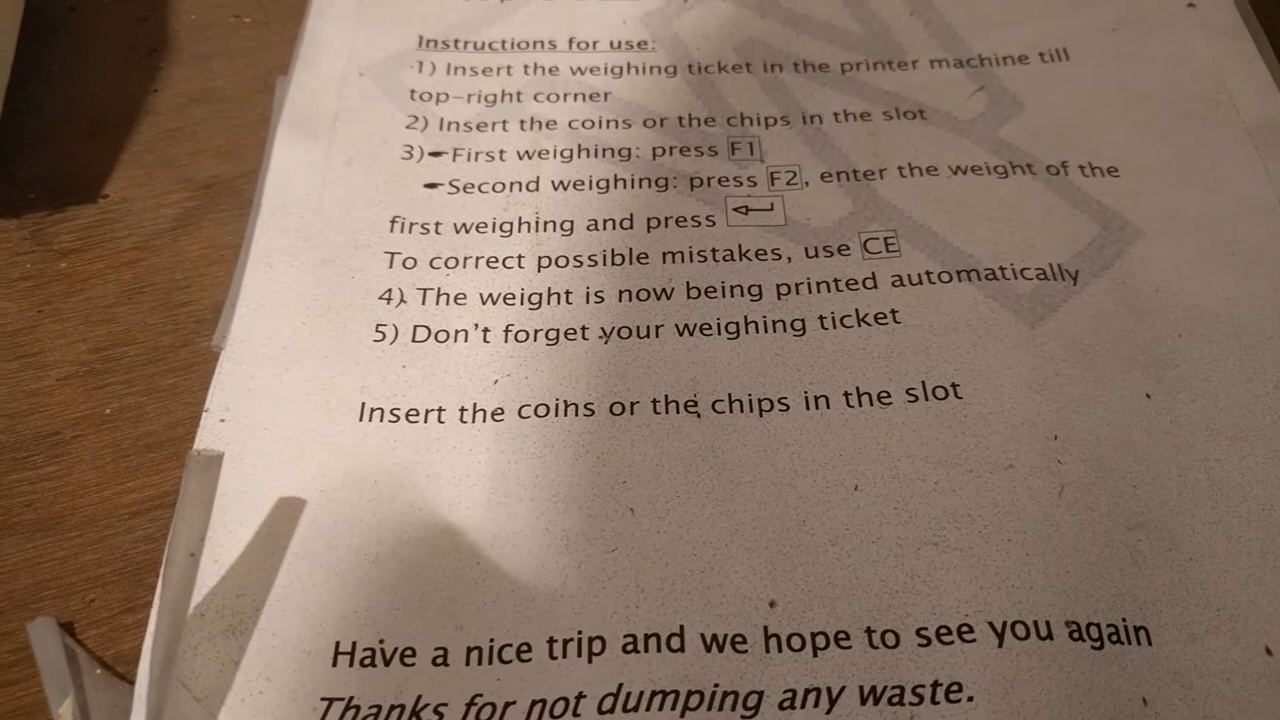 Instructions for use:
1) Insert the weighing ticket in the printer machine till
top-right corner
2) Insert the coins or the chips in the slot
3)-First weighing: press F1
-Second weighing: press F2, enter the weight of the
first weighing and press ↵
To correct possible mistakes, use CE
4) The weight is now being printed automatically
5) Don't forget your weighing ticket
Insert the coins or the chips in the slot
Have a nice trip and we hope to see you again
Thanks for not dumping any waste.